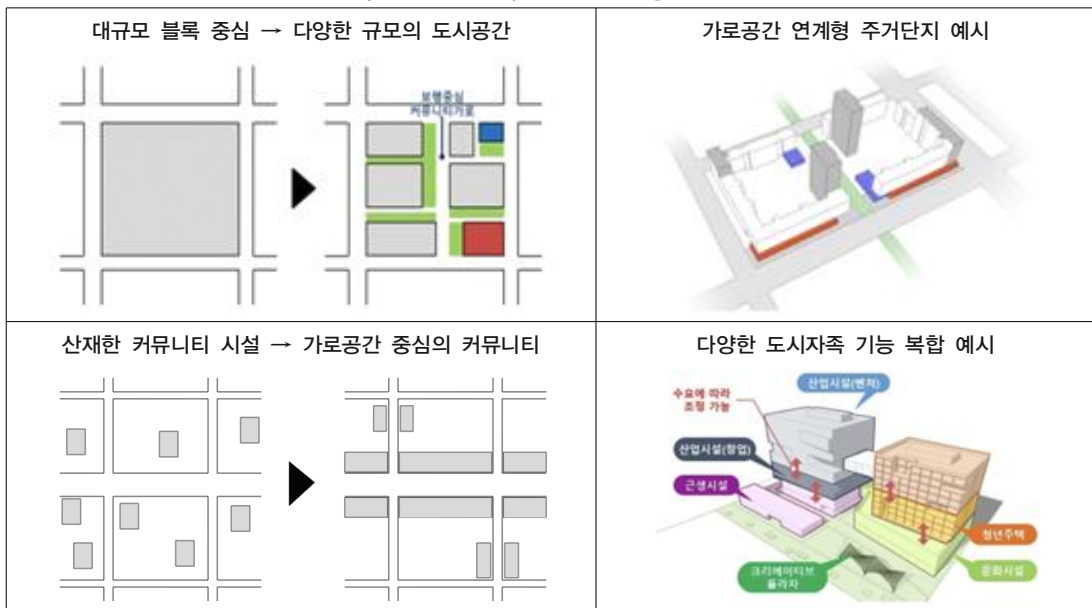 대규모 블록 중심 → 다양한 규모의 도시공간
가로공간 연계형 주거단지 예시
보행중심
커뮤니티가로
산재한 커뮤니티 시설 → 가로공간 중심의 커뮤니티
다양한 도시자족 기능 복합 예시
산업시설(벤처)
수요에 따라
조정 가능
산업시설(창업)
근생시설
청년주택
크리에이티브
플라자
문화시설